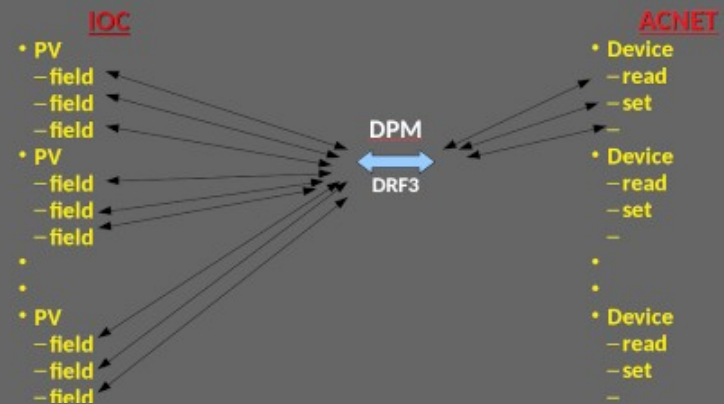 IOC
• PV
–field
–field
–field
• PV
–field
–field
–field
•
•
• PV
–field
–field
–field
DPM
DRF3
ACNET
• Device
–read
–set
–
• Device
–read
–set
–
•
•
• Device
–read
–set
–